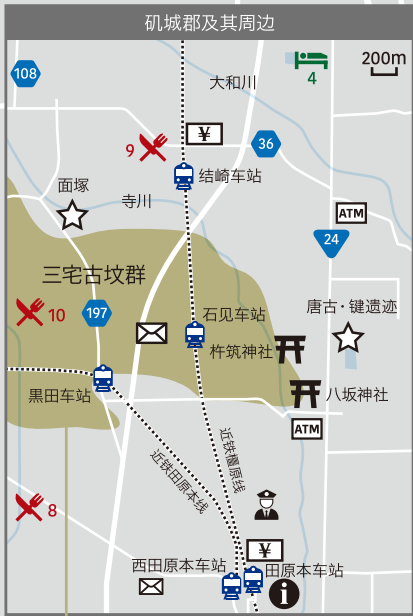 矶城郡及其周边
108
4
200m
大和川
¥
9
36
结崎车站
面塚
寺川
ATM
24
三宅古坟群
唐古·键遗迹
10
197
石见车站
杵筑神社
黒田车站
八坂神社
ATM
近铁橿原线
近铁田原本线
8
¥
西田原本车站
田原本车站
i